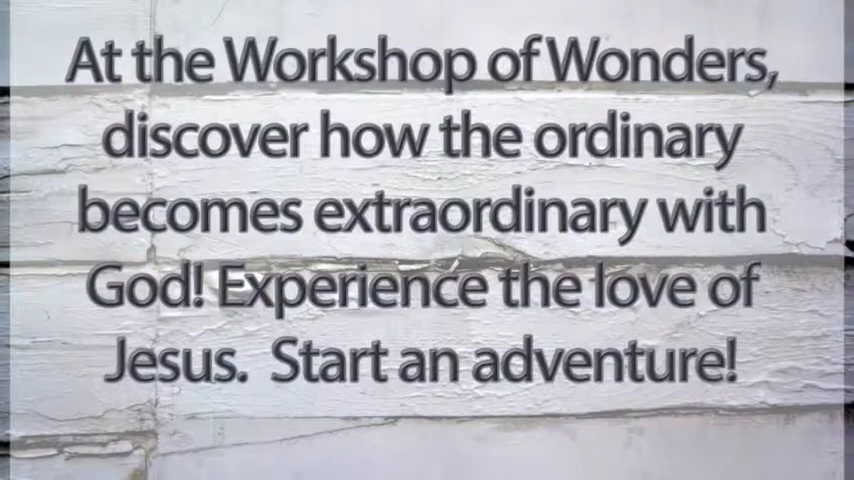 At the Workshop of Wonders,
discover how the ordinary
becomes extraordinary with
God! Experience the love of
Jesus.  Start an adventure!